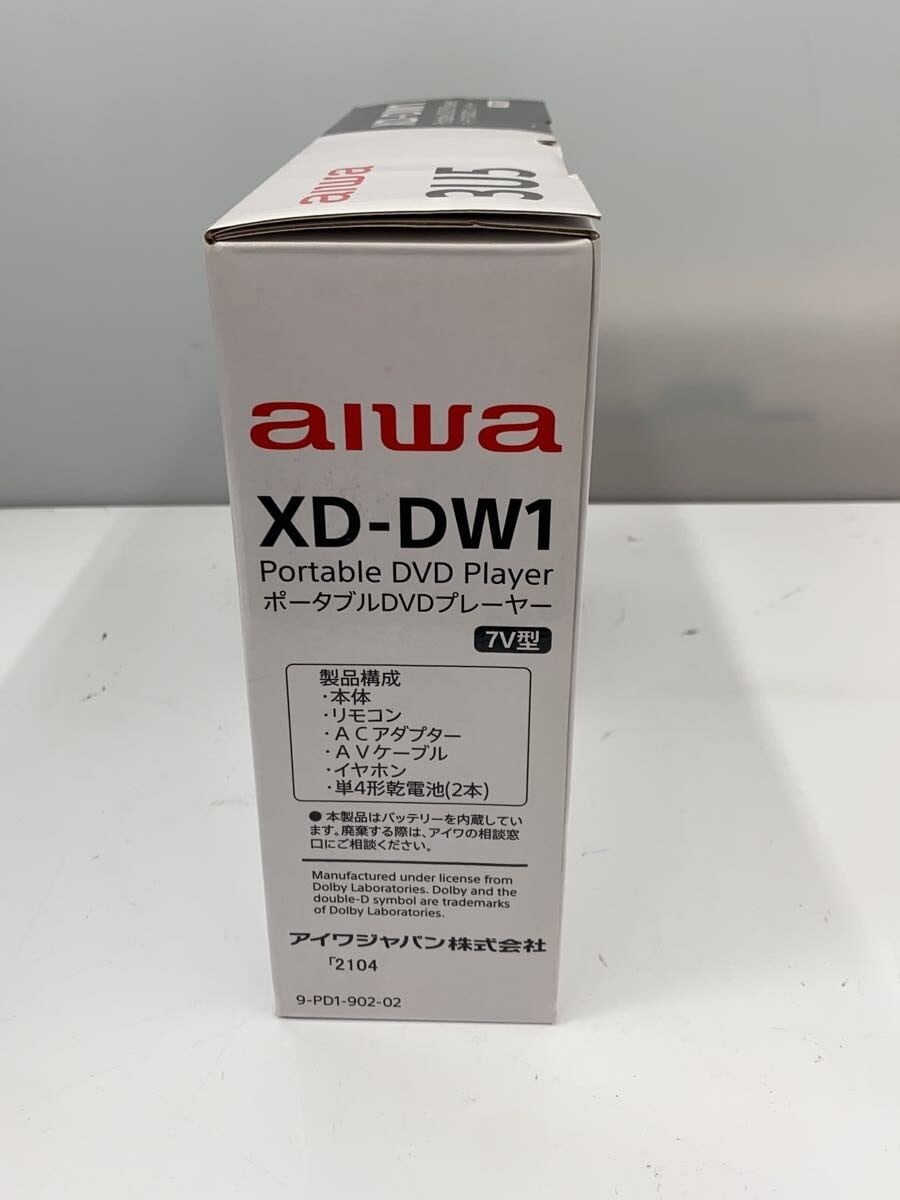 XD-DW1
aiwa
3U5
aiwa
XD-DW1
Portable DVD Player
ポータブルDVDプレーヤー
7V型
製品構成
・本体
・リモコン
・ACアダプター
・AVケーブル
・イヤホン
・単4形乾電池(2本)
● 本製品はバッテリーを内蔵してい
ます。廃棄する際は、アイワの相談窓
口にご相談ください。
Manufactured under license from
Dolby Laboratories. Dolby and the
double-D symbol are trademarks
of Dolby Laboratories.
アイワジャパン株式会社
「2104
9-PD1-902-02